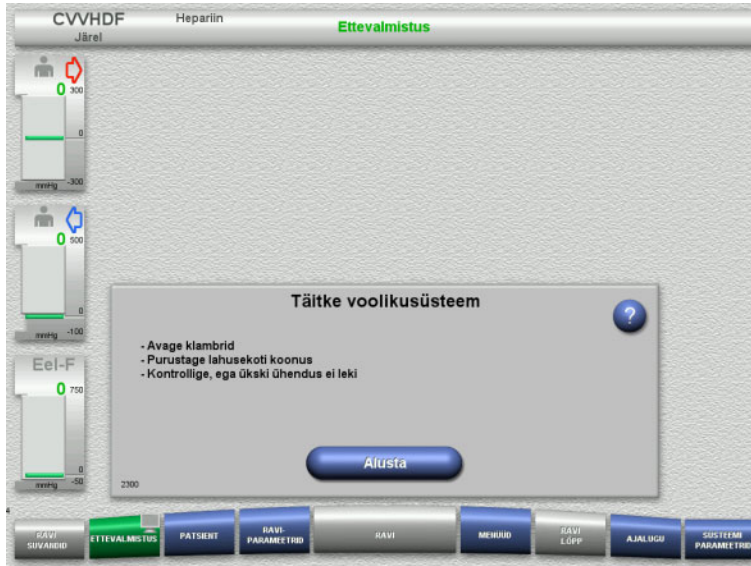 CVVHDF
Hepariin
Järel
Ettevalmistus
0
300
0
-300
mmHg
0
500
0
-100
mmHg
Eel-F
0
750
0
-50
mmHg
Täitke voolikusüsteem
?
- Avage klambrid
- Purustage lahusekoti koonus
- Kontrollige, ega ükski ühendus ei leki
Alusta
2300
4
RAVI
SUVANDID
ETTEVALMISTUS
PATSIENT
RAVI-
PARAMEETRID
RAVI
MENÜÜD
RAVI
LÕPP
AJALUGU
SÜSTEEMI
PARAMEETRID